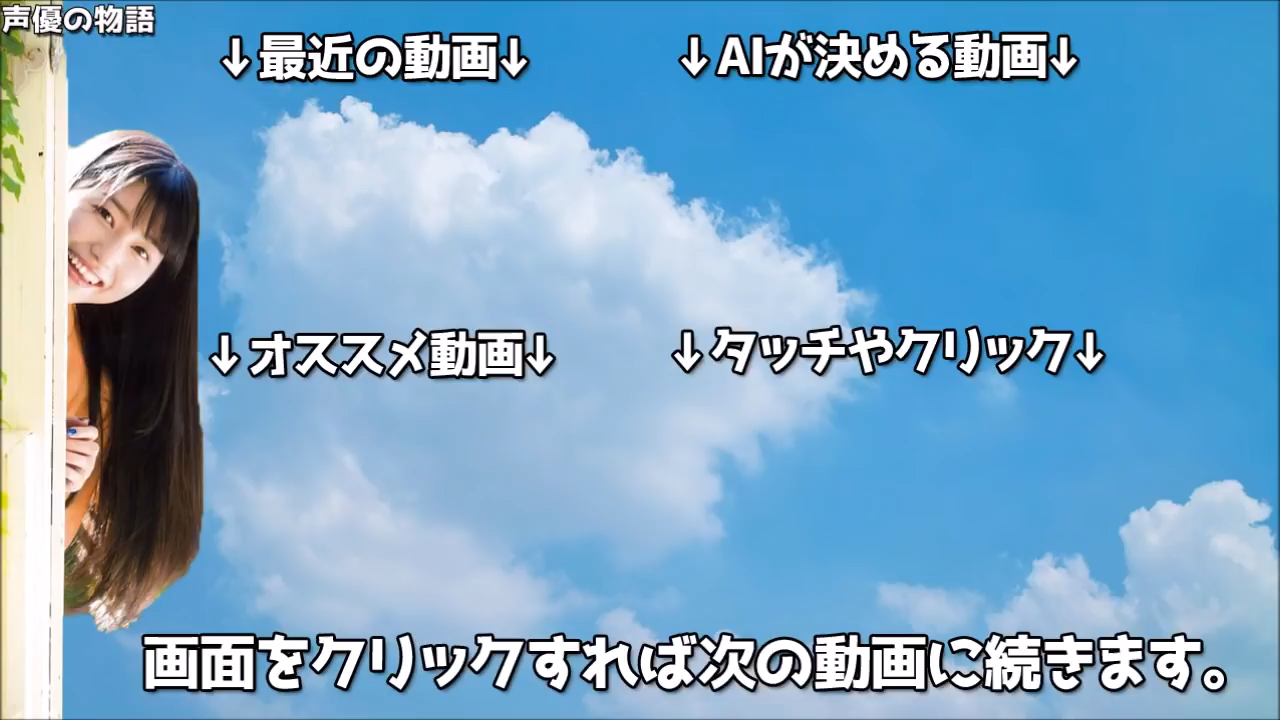 声優の物語
↓最近の動画↓
↓AIが決める動画↓
↓オススメ動画↓
↓タッチやクリック↓
画面をクリックすれば次の動画に続きます。